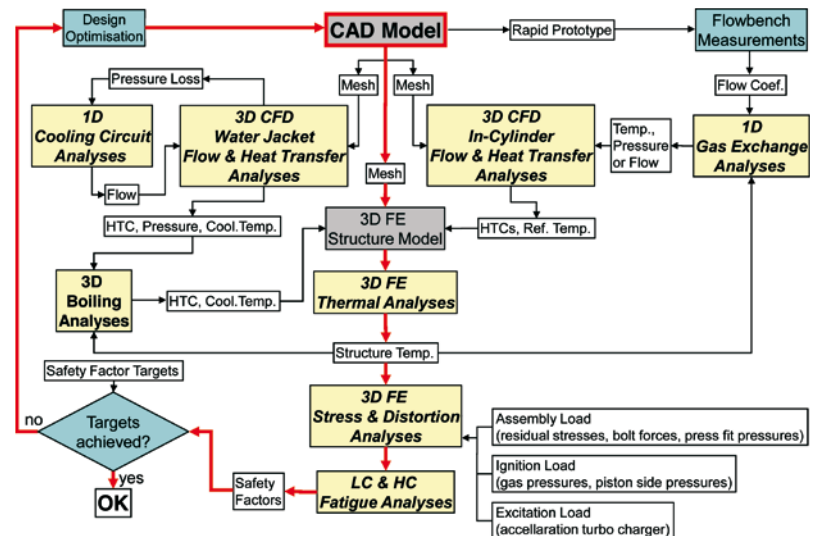 Design
Optimisation
CAD Model
Rapid Prototype
Flowbench
Measurements
Pressure Loss
Mesh
Mesh
Flow Coef.
1D
Cooling Circuit
Analyses
3D CFD
Water Jacket
Flow & Heat Transfer
Analyses
3D CFD
In-Cylinder
Flow & Heat Transfer
Analyses
Temp.,
Pressure
or Flow
1D
Gas Exchange
Analyses
Flow
Mesh
HTC, Pressure, Cool.Temp.
3D FE
Structure Model
HTCs, Ref. Temp.
3D
Boiling
Analyses
HTC, Cool.Temp.
3D FE
Thermal Analyses
Structure Temp.
Safety Factor Targets
no
Targets
achieved?
yes
OK
3D FE
Stress & Distortion
Analyses
Assembly Load
(residual stresses, bolt forces, press fit pressures)
Ignition Load
(gas pressures, piston side pressures)
Excitation Load
(accellaration turbo charger)
Safety
Factors
LC & HC
Fatigue Analyses